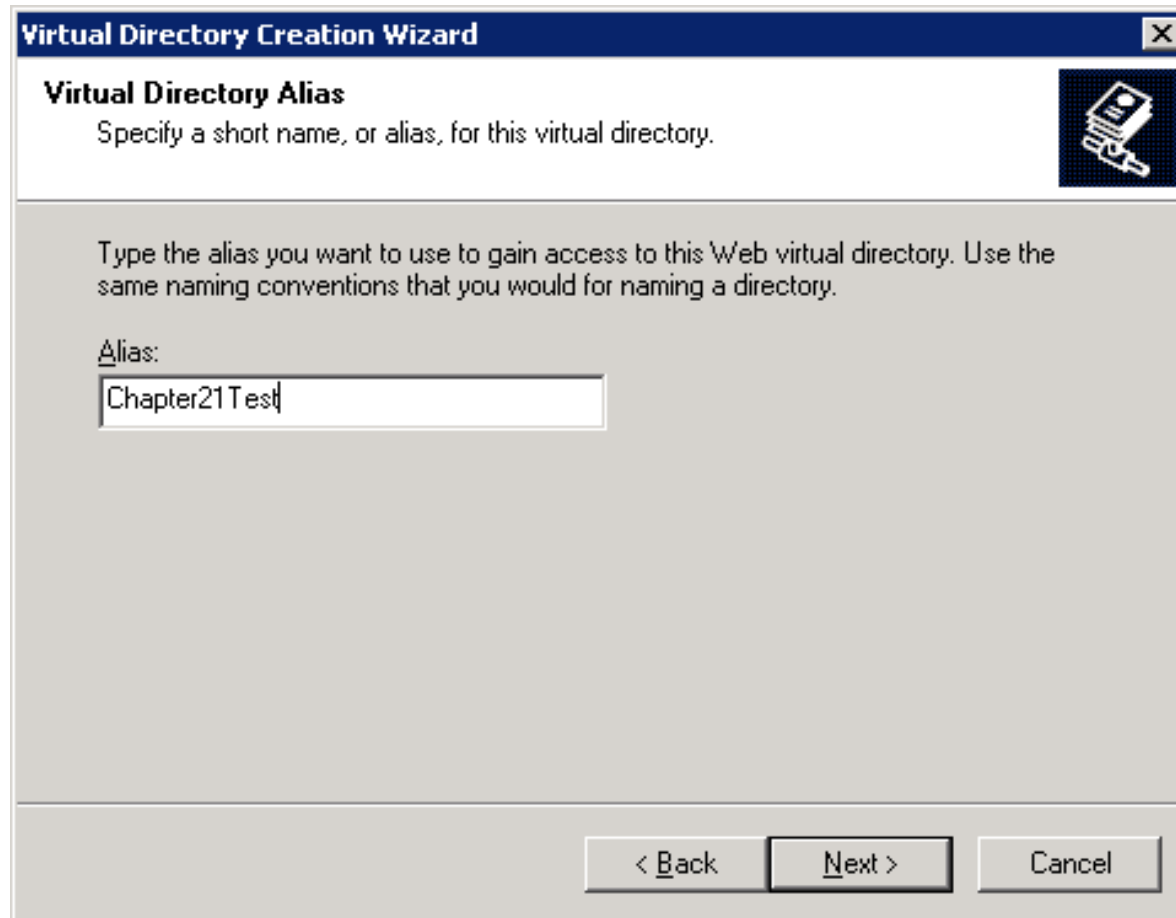 Virtual Directory Creation Wizard
Virtual Directory Alias
Specify a short name, or alias, for this virtual directory.
Type the alias you want to use to gain access to this Web virtual directory. Use the
same naming conventions that you would for naming a directory.
Alias:
Chapter21Test
< Back Next > Cancel